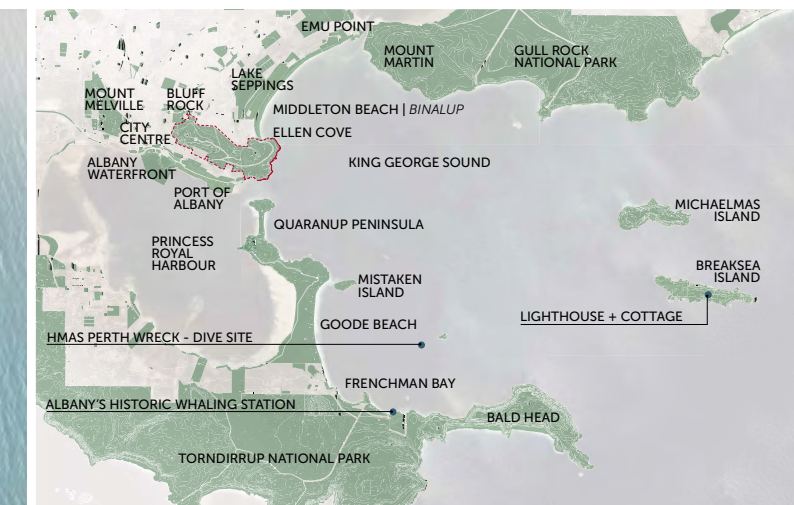 EMU POINT
MOUNT
MARTIN
GULL ROCK
NATIONAL PARK
LAKE
SEPPINGS
MOUNT
MELVILLE
BLUFF
ROCK
MIDDLETON BEACH | BINALUP
CITY
CENTRE
ELLEN COVE
ALBANY
WATERFRONT
KING GEORGE SOUND
PORT OF
ALBANY
MICHAELMAS
ISLAND
QUARANUP PENINSULA
PRINCESS
ROYAL
HARBOUR
BREAKSEA
ISLAND
MISTAKEN
ISLAND
LIGHTHOUSE + COTTAGE
GOODE BEACH
HMAS PERTH WRECK - DIVE SITE
FRENCHMAN BAY
ALBANY'S HISTORIC WHALING STATION
BALD HEAD
TORNDIRRUP NATIONAL PARK